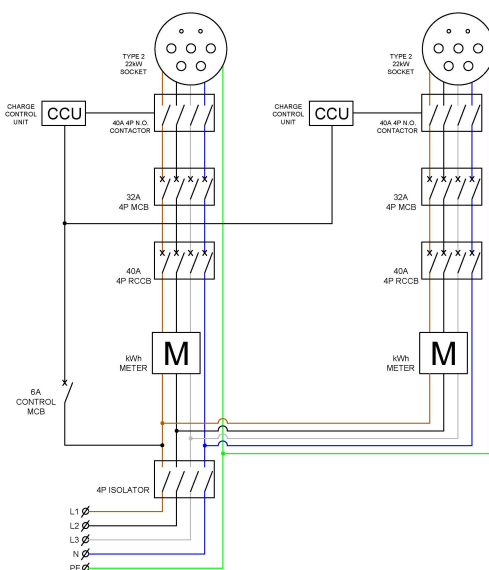 TYPE 2
22kW
SOCKET
TYPE 2
22kW
SOCKET
CHARGE
CONTROL
UNIT
CCU
40A 4P N.O.
CONTACTOR
CHARGE
CONTROL
UNIT
CCU
40A 4P N.O.
CONTACTOR
32A
4P MCB
32A
4P MCB
40A
4P RCCB
40A
4P RCCB
kWh
METER
M
kWh
METER
M
6A
CONTROL
MCB
4P ISOLATOR
L1
L2
L3
N
PE